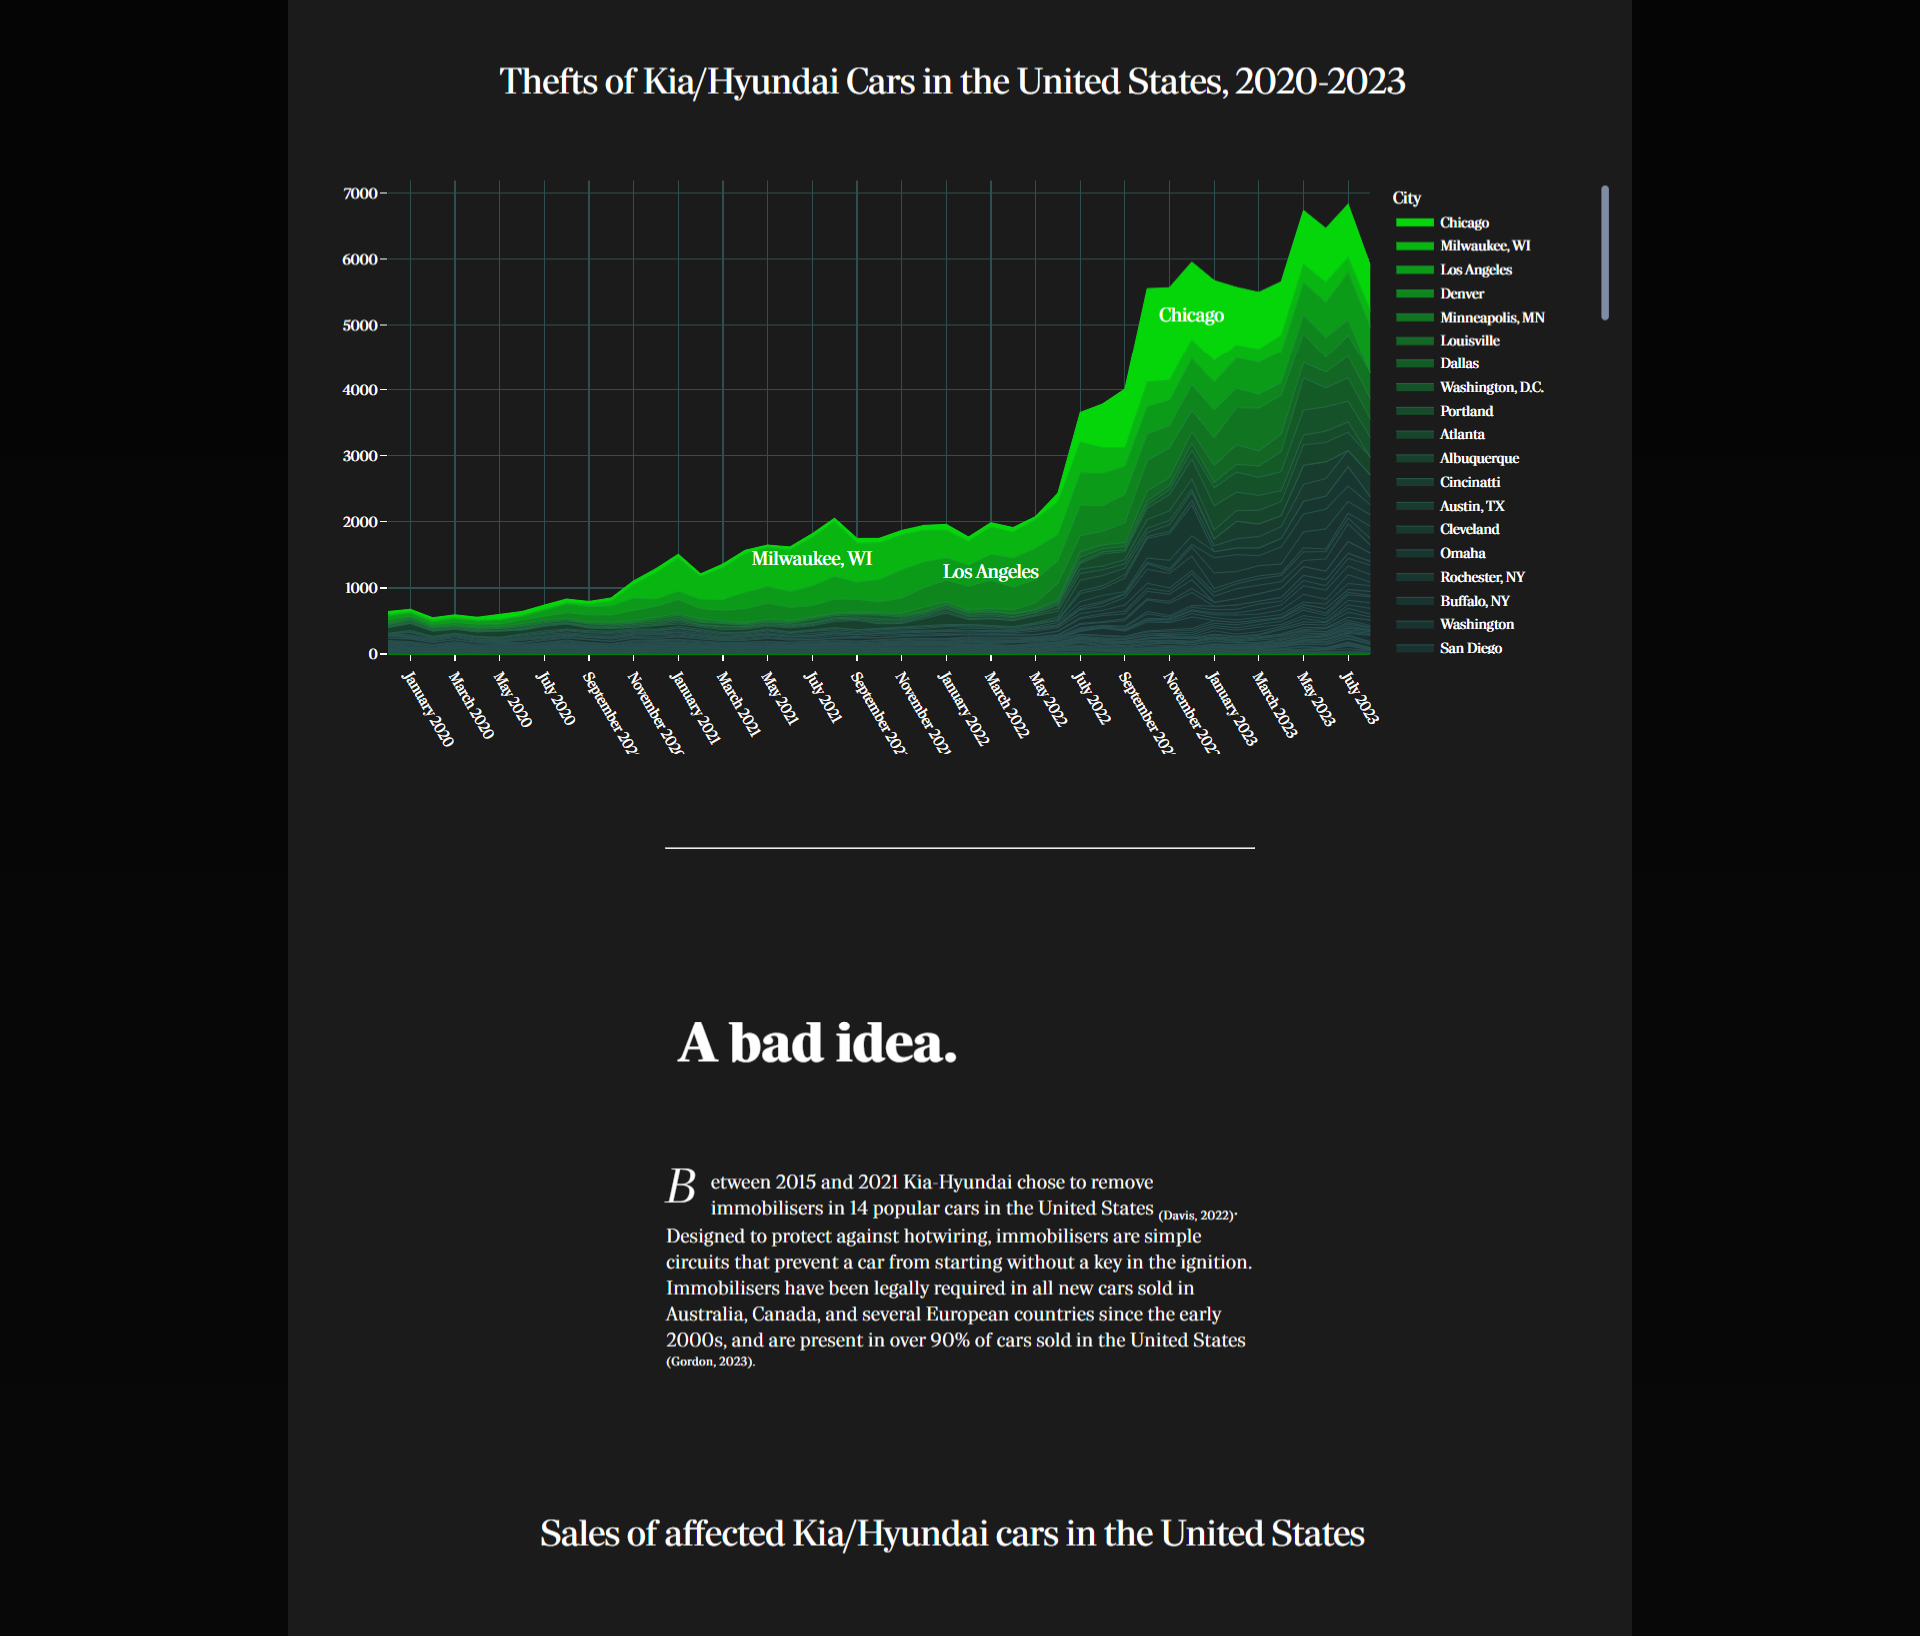 Thefts of Kia/Hyundai Cars in the United States, 2020-2023
7000
6000
5000
4000
3000
2000
1000
0
Chicago
Milwaukee, WI
Los Angeles
City
Chicago
Milwaukee, WI
Los Angeles
Denver
Minneapolis, MN
Louisville
Dallas
Washington, D.C.
Portland
Atlanta
Albuquerque
Cincinatti
Austin, TX
Cleveland
Omaha
Rochester, NY
Buffalo, NY
Washington
San Diego
January 2020
March 2020
May 2020
July 2020
September 202
November 2020
January 2021
March 2021
May 2021
July 2021
September 202
November 2021
January 2022
March 2022
May 2022
July 2022
September 202
November 202
January 2023
March 2023
May 2023
July 2023
A bad idea.
Between 2015 and 2021 Kia-Hyundai chose to remove
immobilisers in 14 popular cars in the United States (Davis, 2022).
Designed to protect against hotwiring, immobilisers are simple
circuits that prevent a car from starting without a key in the ignition.
Immobilisers have been legally required in all new cars sold in
Australia, Canada, and several European countries since the early
2000s, and are present in over 90% of cars sold in the United States
(Gordon, 2023).
Sales of affected Kia/Hyundai cars in the United States